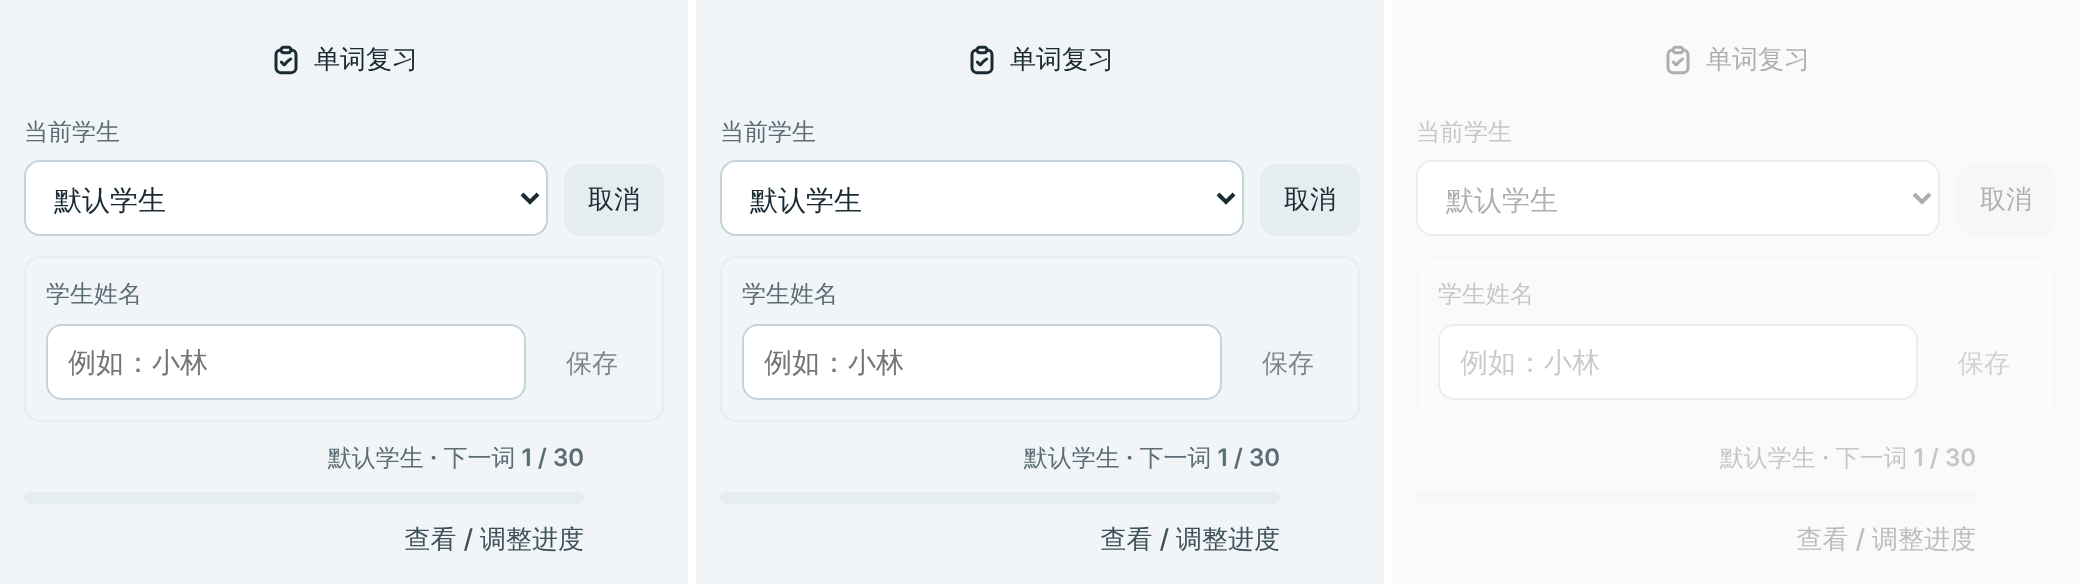 单词复习
当前学生
默认学生
取消
学生姓名
例如：小林
保存
默认学生 · 下一词 1 / 30
查看 / 调整进度
单词复习
当前学生
默认学生
取消
学生姓名
例如：小林
保存
默认学生 · 下一词 1 / 30
查看 / 调整进度
单词复习
当前学生
默认学生
取消
学生姓名
例如：小林
保存
默认学生 · 下一词 1 / 30
查看 / 调整进度